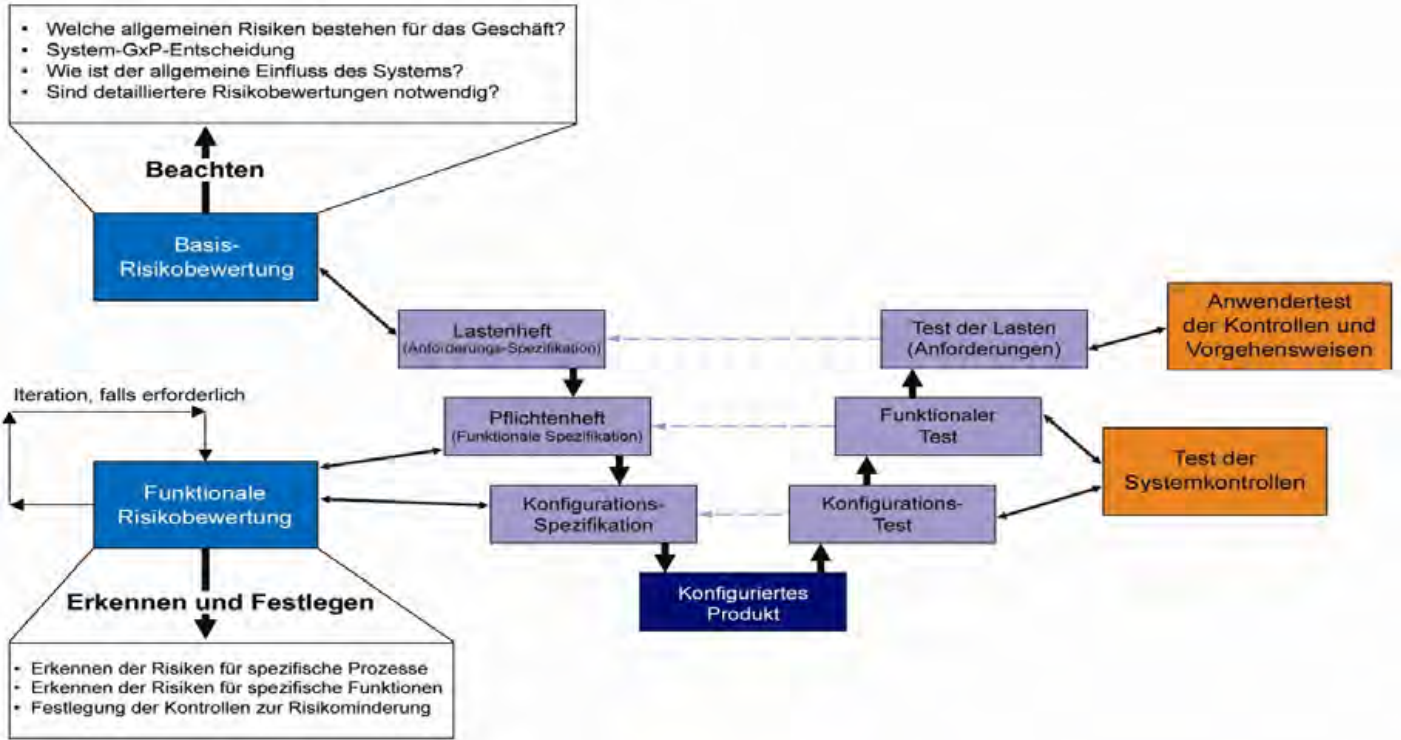 • Welche allgemeinen Risiken bestehen für das Geschäft?
• System-GxP-Entscheidung
• Wie ist der allgemeine Einfluss des Systems?
• Sind detailliertere Risikobewertungen notwendig?
Beachten
Basis-
Risikobewertung
Lastenheft
(Anforderungs-Spezifikation)
Test der Lasten
(Anforderungen)
Anwendertest
der Kontrollen und
Vorgehensweisen
Iteration, falls erforderlich
Pflichtenheft
(Funktionale Spezifikation)
Funktionaler
Test
Funktionale
Risikobewertung
Konfigurations-
Spezifikation
Konfigurations-
Test
Test der
Systemkontrollen
Konfiguriertes
Produkt
Erkennen und Festlegen
• Erkennen der Risiken für spezifische Prozesse
• Erkennen der Risiken für spezifische Funktionen
• Festlegung der Kontrollen zur Risikominderung